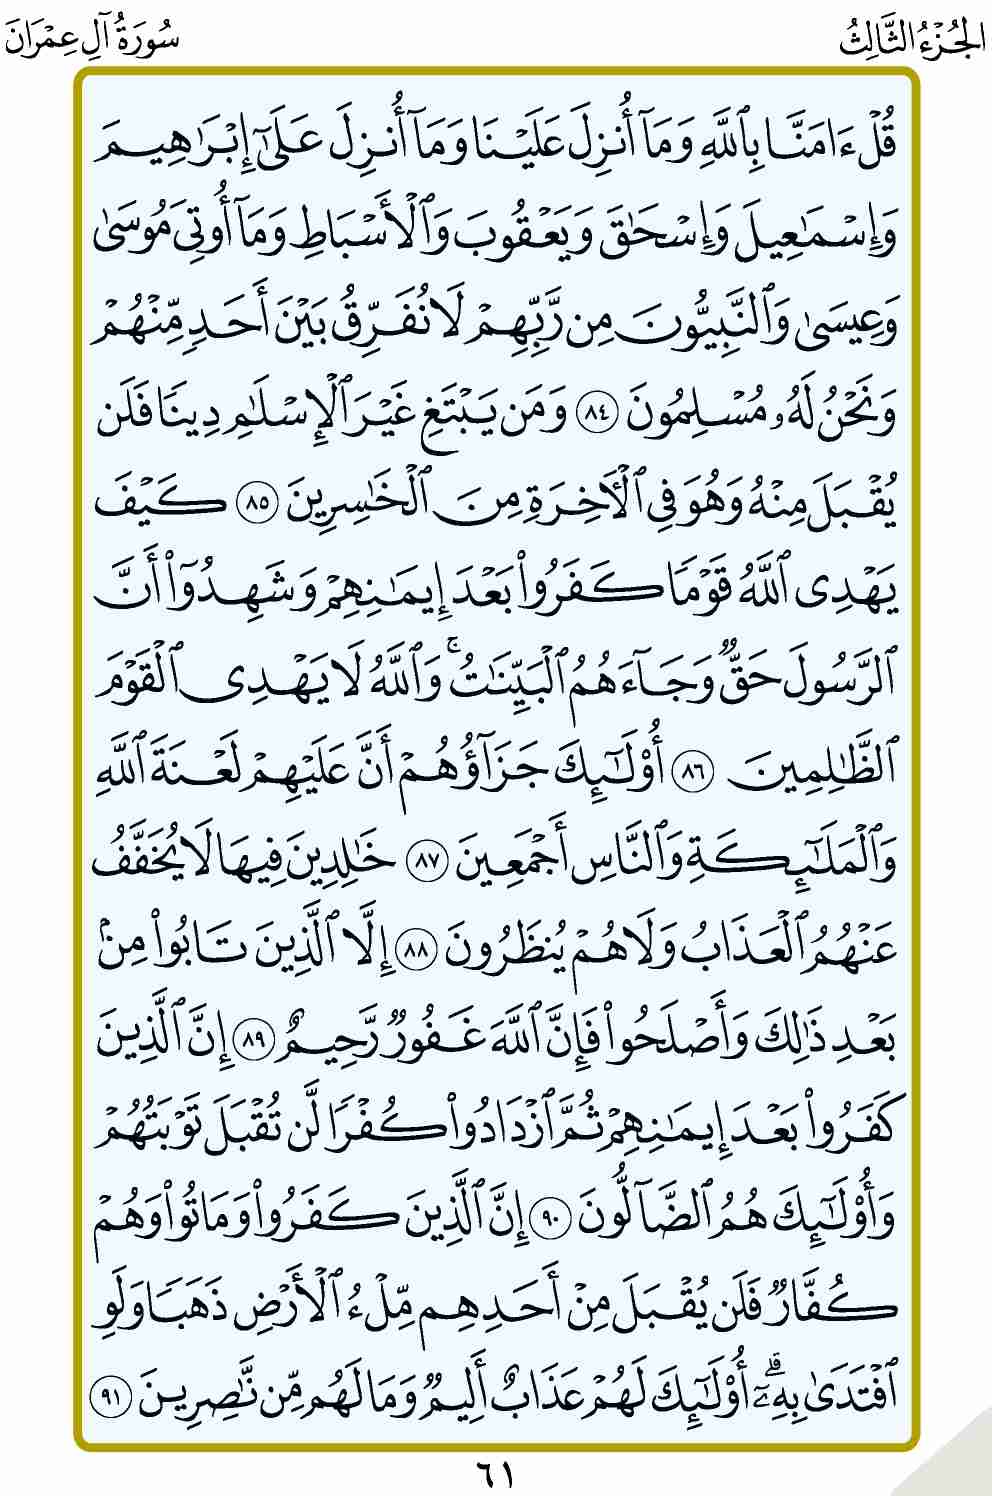 الجُزْءُ الثَّالِثُ
سُورَةُ آلِ عِمْرَانَ
قُلْ ءَامَنَّا بِٱللَّهِ وَمَآ أُنزِلَ عَلَيْنَا وَمَآ أُنزِلَ عَلَىٰٓ إِبْرَٰهِيمَ
وَإِسْمَٰعِيلَ وَإِسْحَٰقَ وَيَعْقُوبَ وَٱلْأَسْبَاطِ وَمَآ أُوتِىَ مُوسَىٰ
وَعِيسَىٰ وَٱلنَّبِيُّونَ مِن رَّبِّهِمْ لَا نُفَرِّقُ بَيْنَ أَحَدٍ مِّنْهُمْ
وَنَحْنُ لَهُۥ مُسْلِمُونَ ٨٤ وَمَن يَبْتَغِ غَيْرَ ٱلْإِسْلَٰمِ دِينًا فَلَن
يُقْبَلَ مِنْهُ وَهُوَ فِى ٱلْأَخِرَةِ مِنَ ٱلْخَٰسِرِينَ ٨٥ كَيْفَ
يَهْدِى ٱللَّهُ قَوْمًا كَفَرُوا۟ بَعْدَ إِيمَٰنِهِمْ وَشَهِدُوٓا۟ أَنَّ
ٱلرَّسُولَ حَقٌّ وَجَآءَهُمُ ٱلْبَيِّنَٰتُ ۚ وَٱللَّهُ لَا يَهْدِى ٱلْقَوْمَ
ٱلظَّٰلِمِينَ ٨٦ أُو۟لَٰٓئِكَ جَزَآؤُهُمْ أَنَّ عَلَيْهِمْ لَعْنَةَ ٱللَّهِ
وَٱلْمَلَٰٓئِكَةِ وَٱلنَّاسِ أَجْمَعِينَ ٨٧ خَٰلِدِينَ فِيهَا لَا يُخَفَّفُ
عَنْهُمُ ٱلْعَذَابُ وَلَا هُمْ يُنظَرُونَ ٨٨ إِلَّا ٱلَّذِينَ تَابُوا۟ مِنۢ
بَعْدِ ذَٰلِكَ وَأَصْلَحُوا۟ فَإِنَّ ٱللَّهَ غَفُورٌ رَّحِيمٌ ٨٩ إِنَّ ٱلَّذِينَ
كَفَرُوا۟ بَعْدَ إِيمَٰنِهِمْ ثُمَّ ٱزْدَادُوا۟ كُفْرًا لَّن تُقْبَلَ تَوْبَتُهُمْ
وَأُو۟لَٰٓئِكَ هُمُ ٱلضَّآلُّونَ ٩٠ إِنَّ ٱلَّذِينَ كَفَرُوا۟ وَمَاتُوا۟ وَهُمْ
كُفَّارٌ فَلَن يُقْبَلَ مِنْ أَحَدِهِم مِّلْءُ ٱلْأَرْضِ ذَهَبًا وَلَوِ
ٱفْتَدَىٰ بِهِۦٓ ۗ أُو۟لَٰٓئِكَ لَهُمْ عَذَابٌ أَلِيمٌ وَمَا لَهُم مِّن نَّٰصِرِينَ ٩١
٦١